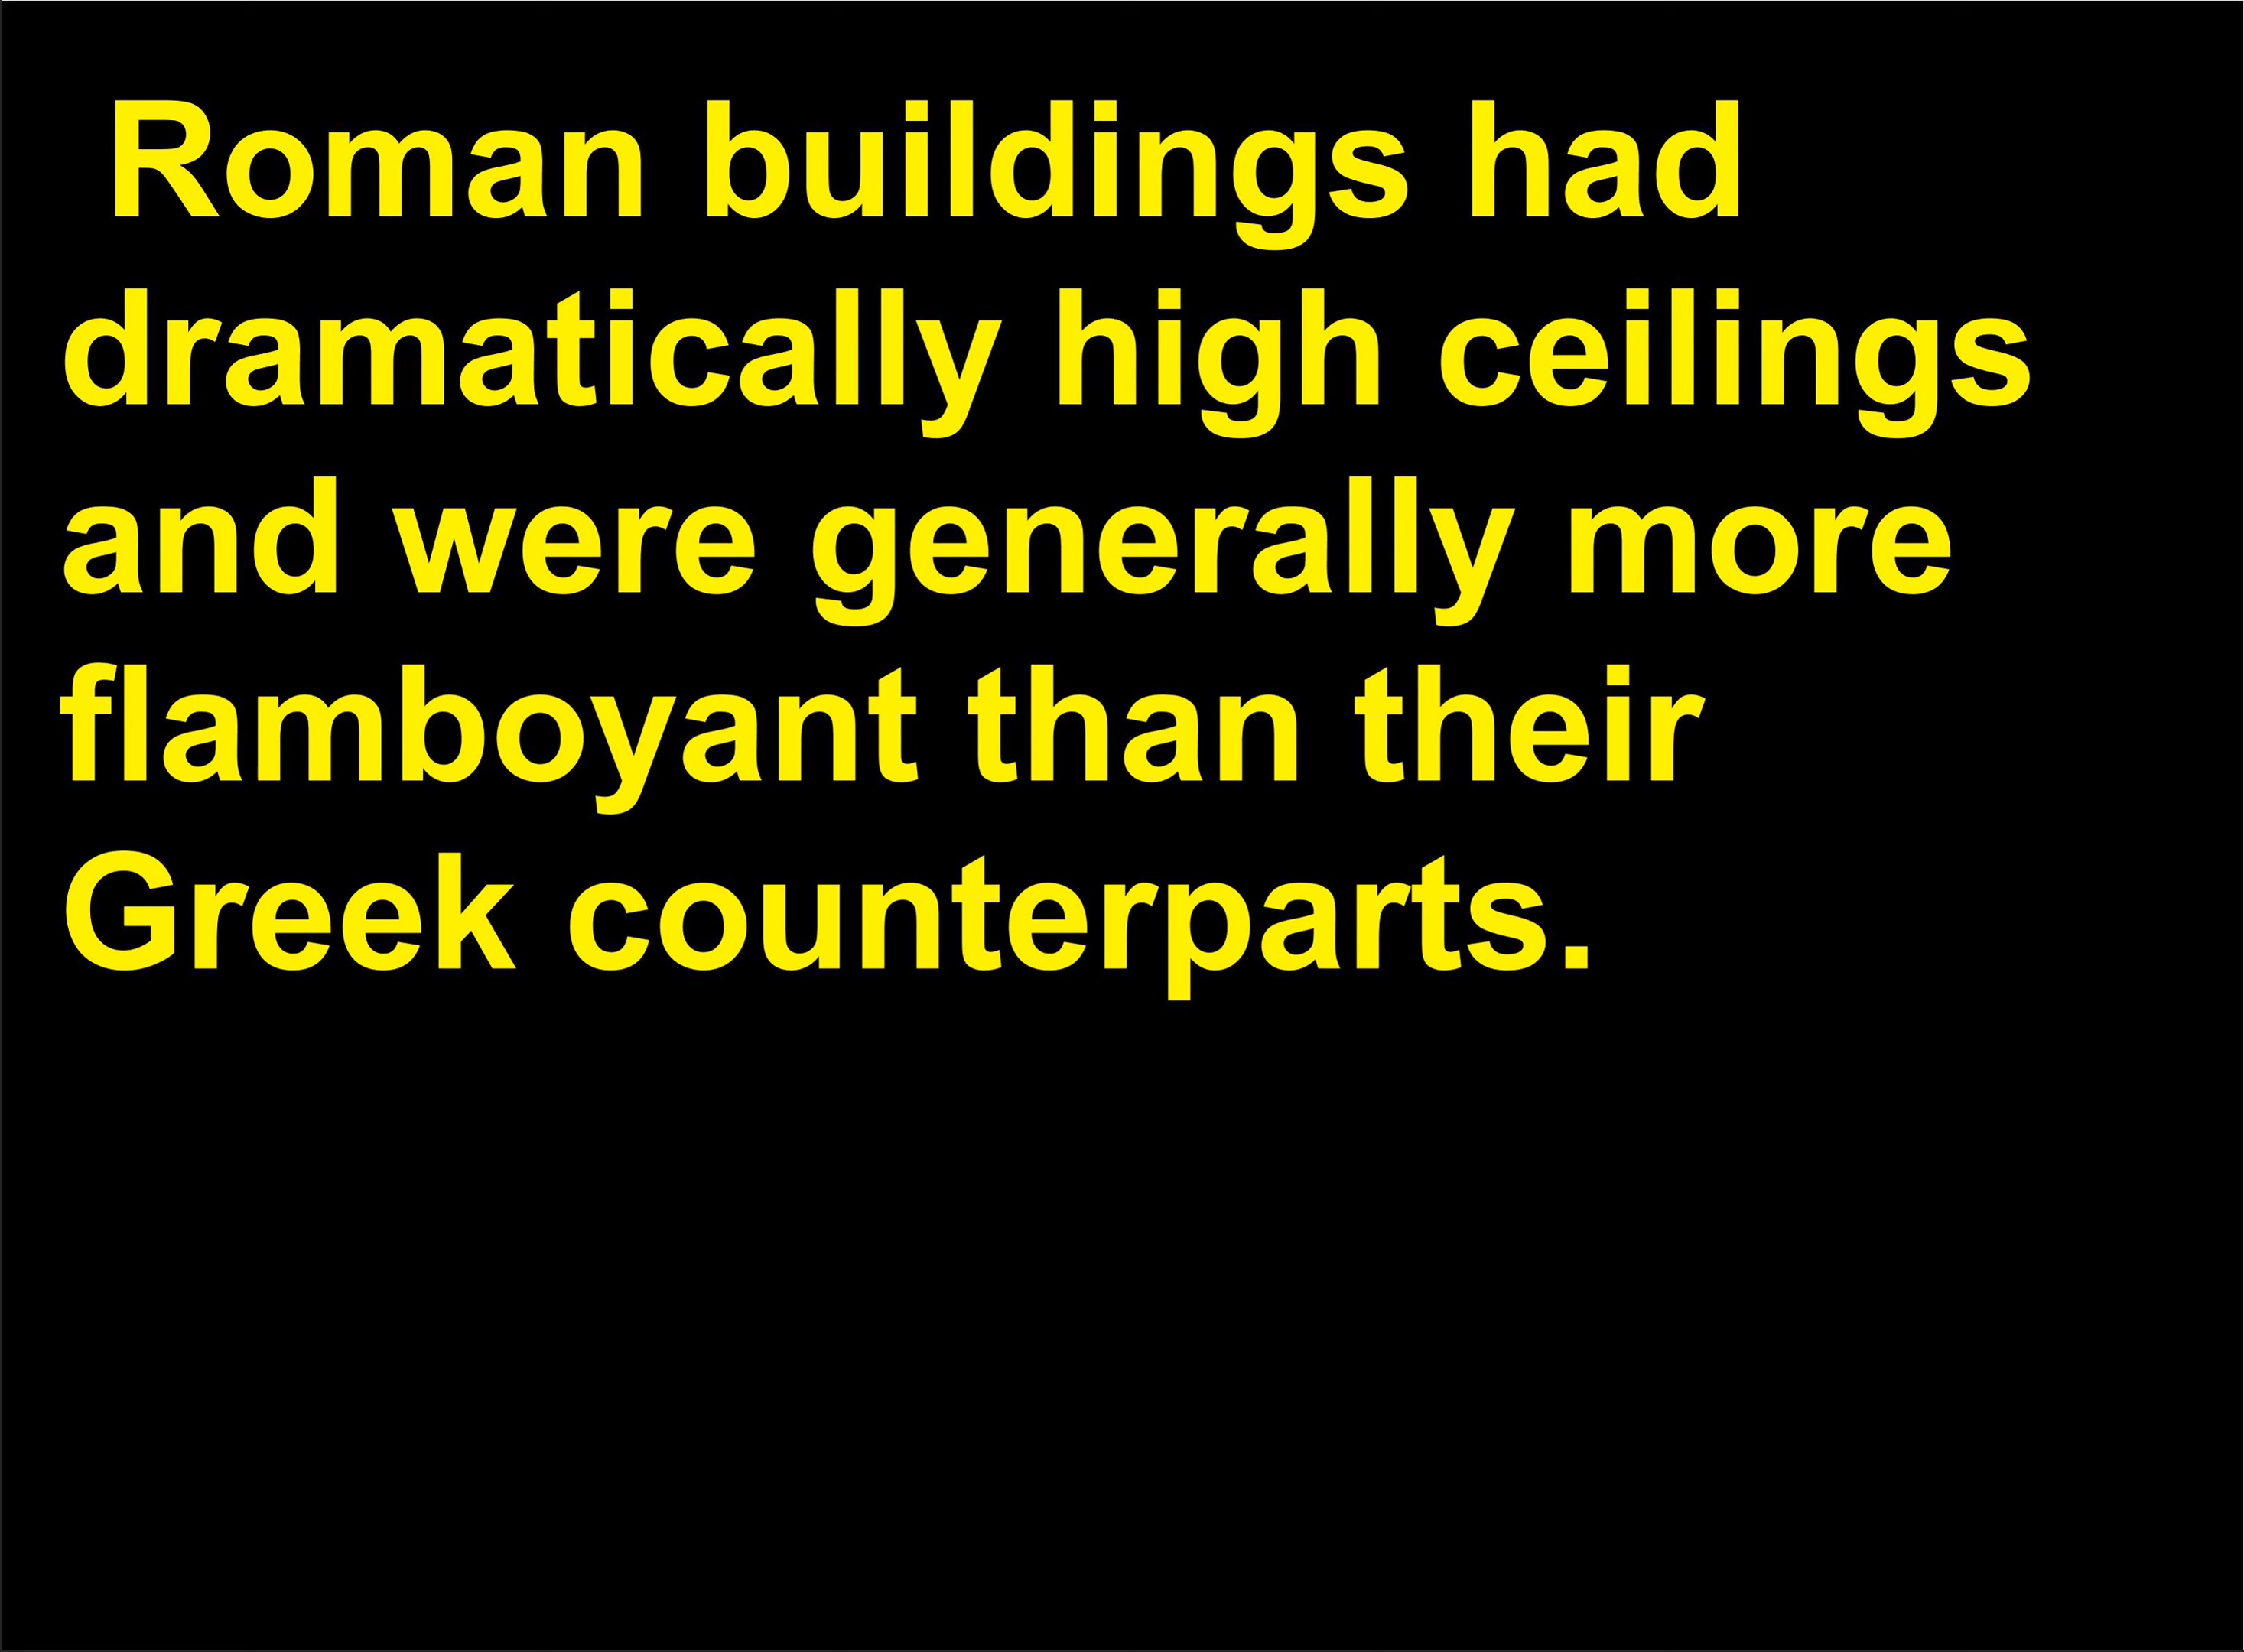 Roman buildings had
dramatically high ceilings
and were generally more
flamboyant than their
Greek counterparts.